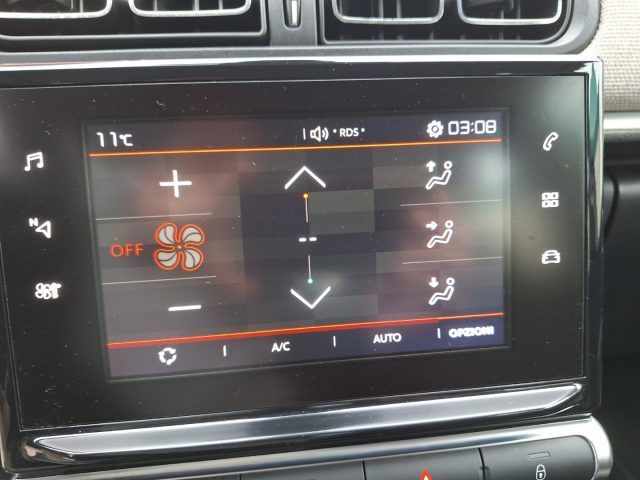 11°C
RDS
03:08
N
OFF
--
A/C
AUTO
OPZIONI